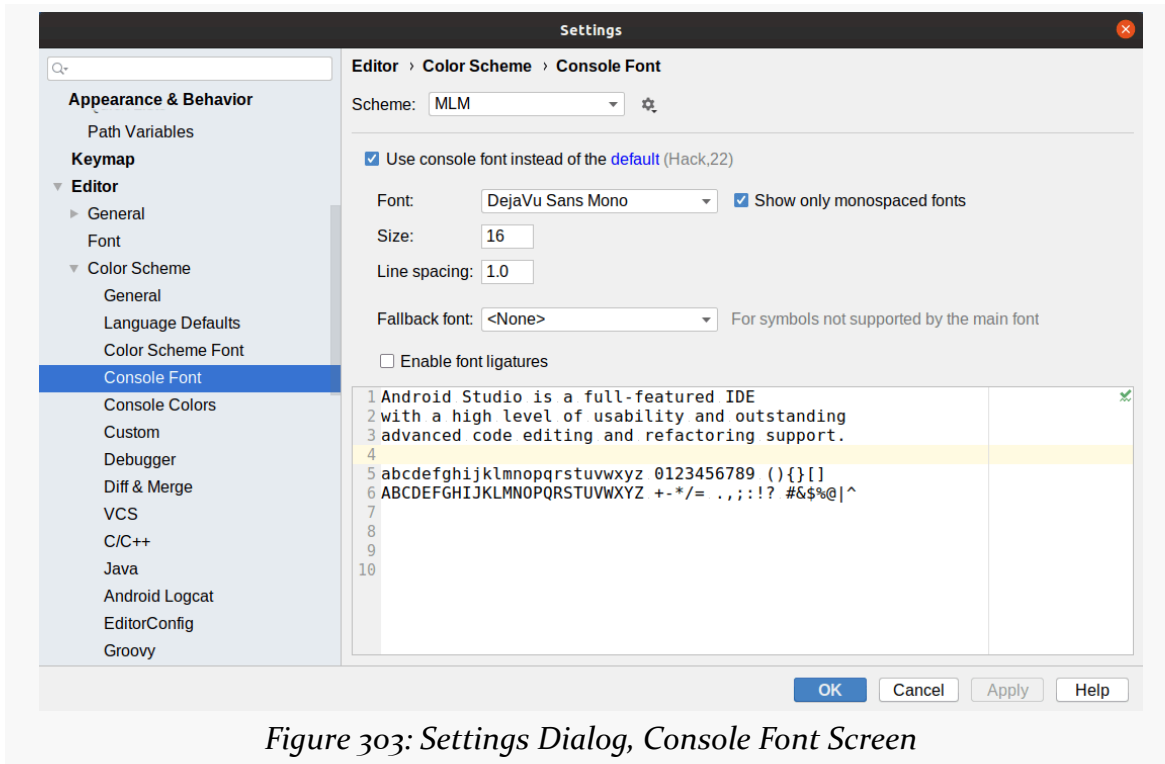 Settings
Editor › Color Scheme › Console Font
Appearance & Behavior
Path Variables
Keymap
Editor
General
Font
Color Scheme
General
Language Defaults
Color Scheme Font
Console Font
Console Colors
Custom
Debugger
Diff & Merge
VCS
C/C++
Java
Android Logcat
EditorConfig
Groovy
Scheme: MLM
Use console font instead of the default (Hack,22)
Font: DejaVu Sans Mono Show only monospaced fonts
Size: 16
Line spacing: 1.0
Fallback font: <None> For symbols not supported by the main font
Enable font ligatures
1 Android Studio is a full-featured IDE
2 with a high level of usability and outstanding
3 advanced code editing and refactoring support.
4
5 abcdefghijklmnopqrstuvwxyz 0123456789 (){}[]
6 ABCDEFGHIJKLMNOPQRSTUVWXYZ +-*/= .,;:!? #&$%@|^
7
8
9
10
OK Cancel Apply Help
Figure 303: Settings Dialog, Console Font Screen